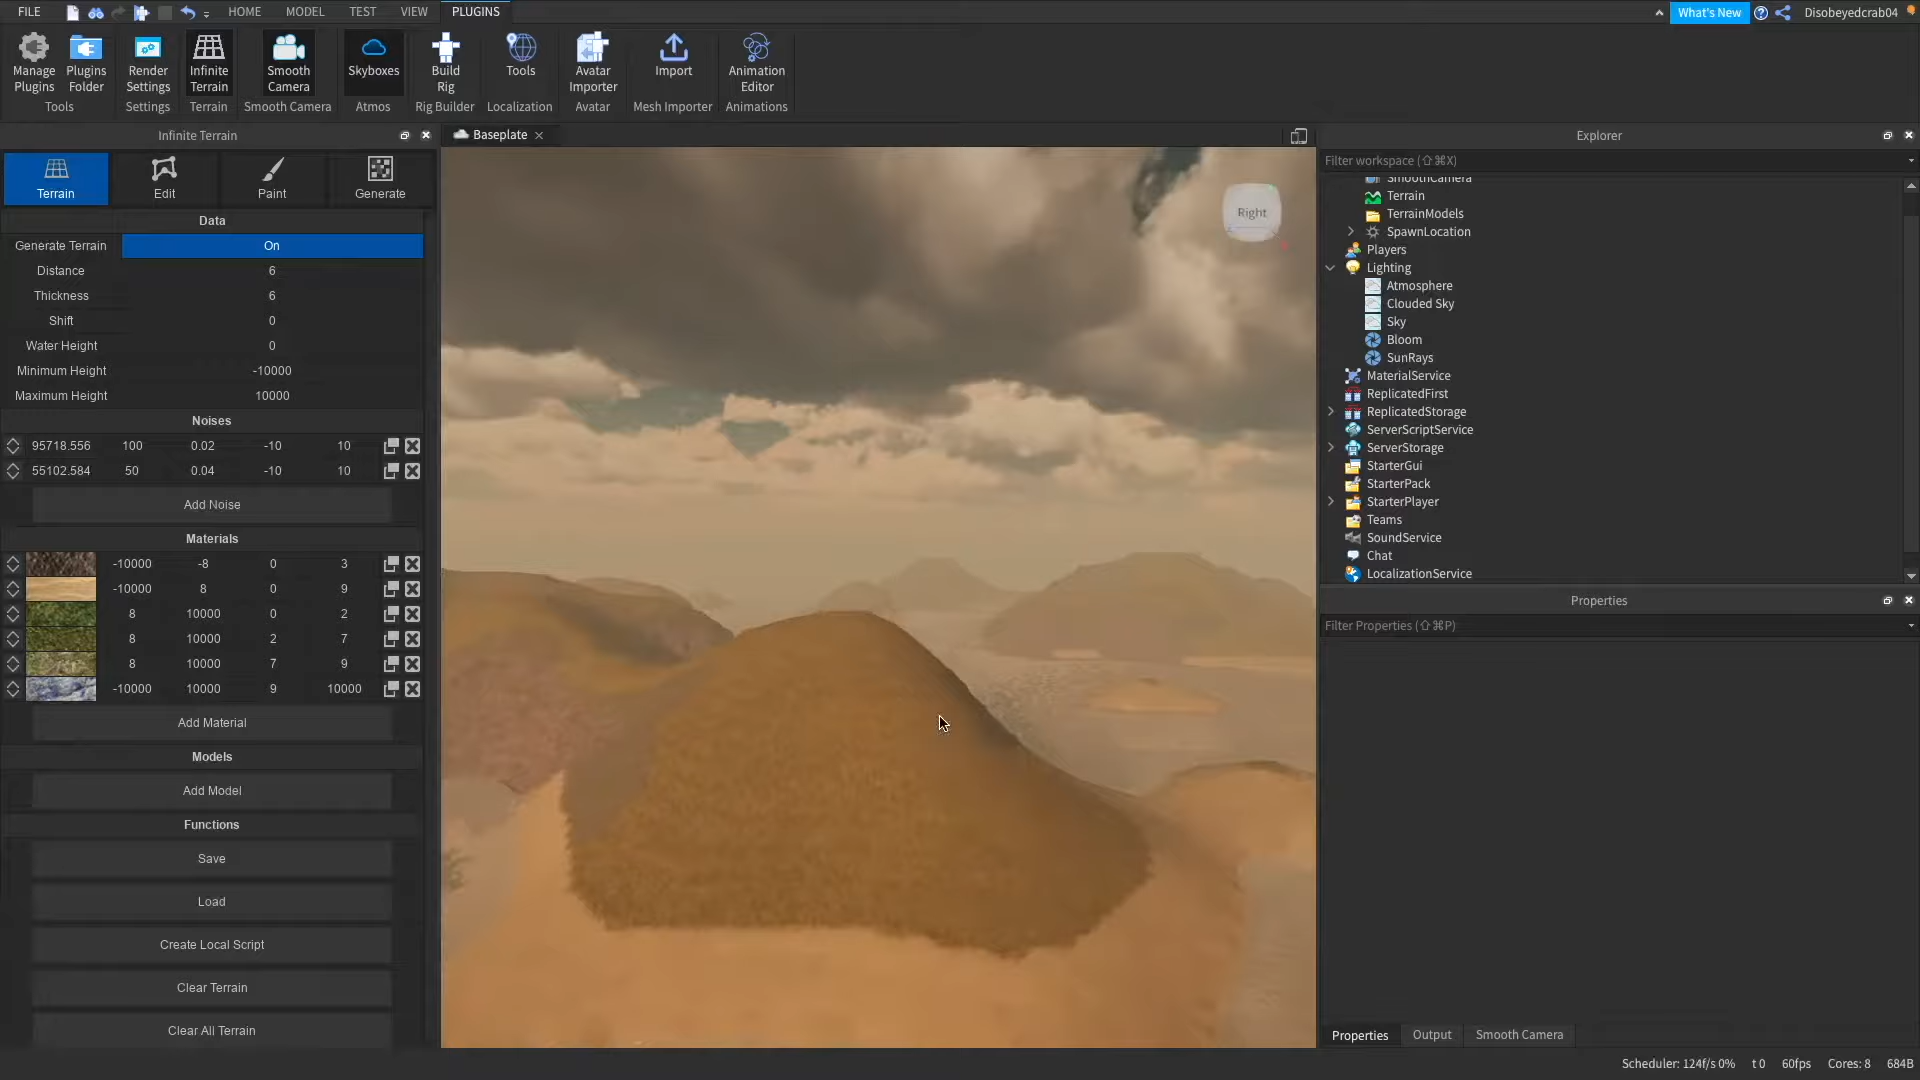 FILE HOME MODEL TEST VIEW PLUGINS What's New Disobeyedcrab04
Manage Plugins
Plugins Folder
Render Settings
Infinite Terrain
Smooth Camera
Skyboxes
Build Rig
Tools
Avatar Importer
Import
Animation Editor
Tools Settings Terrain Smooth Camera Atmos Rig Builder Localization Avatar Mesh Importer Animations
Infinite Terrain
Terrain Edit Paint Generate
Data
Generate Terrain On
Distance 6
Thickness 6
Shift 0
Water Height 0
Minimum Height -10000
Maximum Height 10000
Noises
95718.556 100 0.02 -10 10
55102.584 50 0.04 -10 10
Add Noise
Materials
-10000 -8 0 3
-10000 8 0 9
8 10000 0 2
8 10000 2 7
8 10000 7 9
-10000 10000 9 10000
Add Material
Models
Add Model
Functions
Save
Load
Create Local Script
Clear Terrain
Clear All Terrain
Baseplate
Right
Explorer
Filter workspace (⇧⌘X)
SmoothCamera
Terrain
TerrainModels
SpawnLocation
Players
Lighting
Atmosphere
Clouded Sky
Sky
Bloom
SunRays
MaterialService
ReplicatedFirst
ReplicatedStorage
ServerScriptService
ServerStorage
StarterGui
StarterPack
StarterPlayer
Teams
SoundService
Chat
LocalizationService
Properties
Filter Properties (⇧⌘P)
Properties Output Smooth Camera
Scheduler: 124f/s 0% t 0 60fps Cores: 8 684B